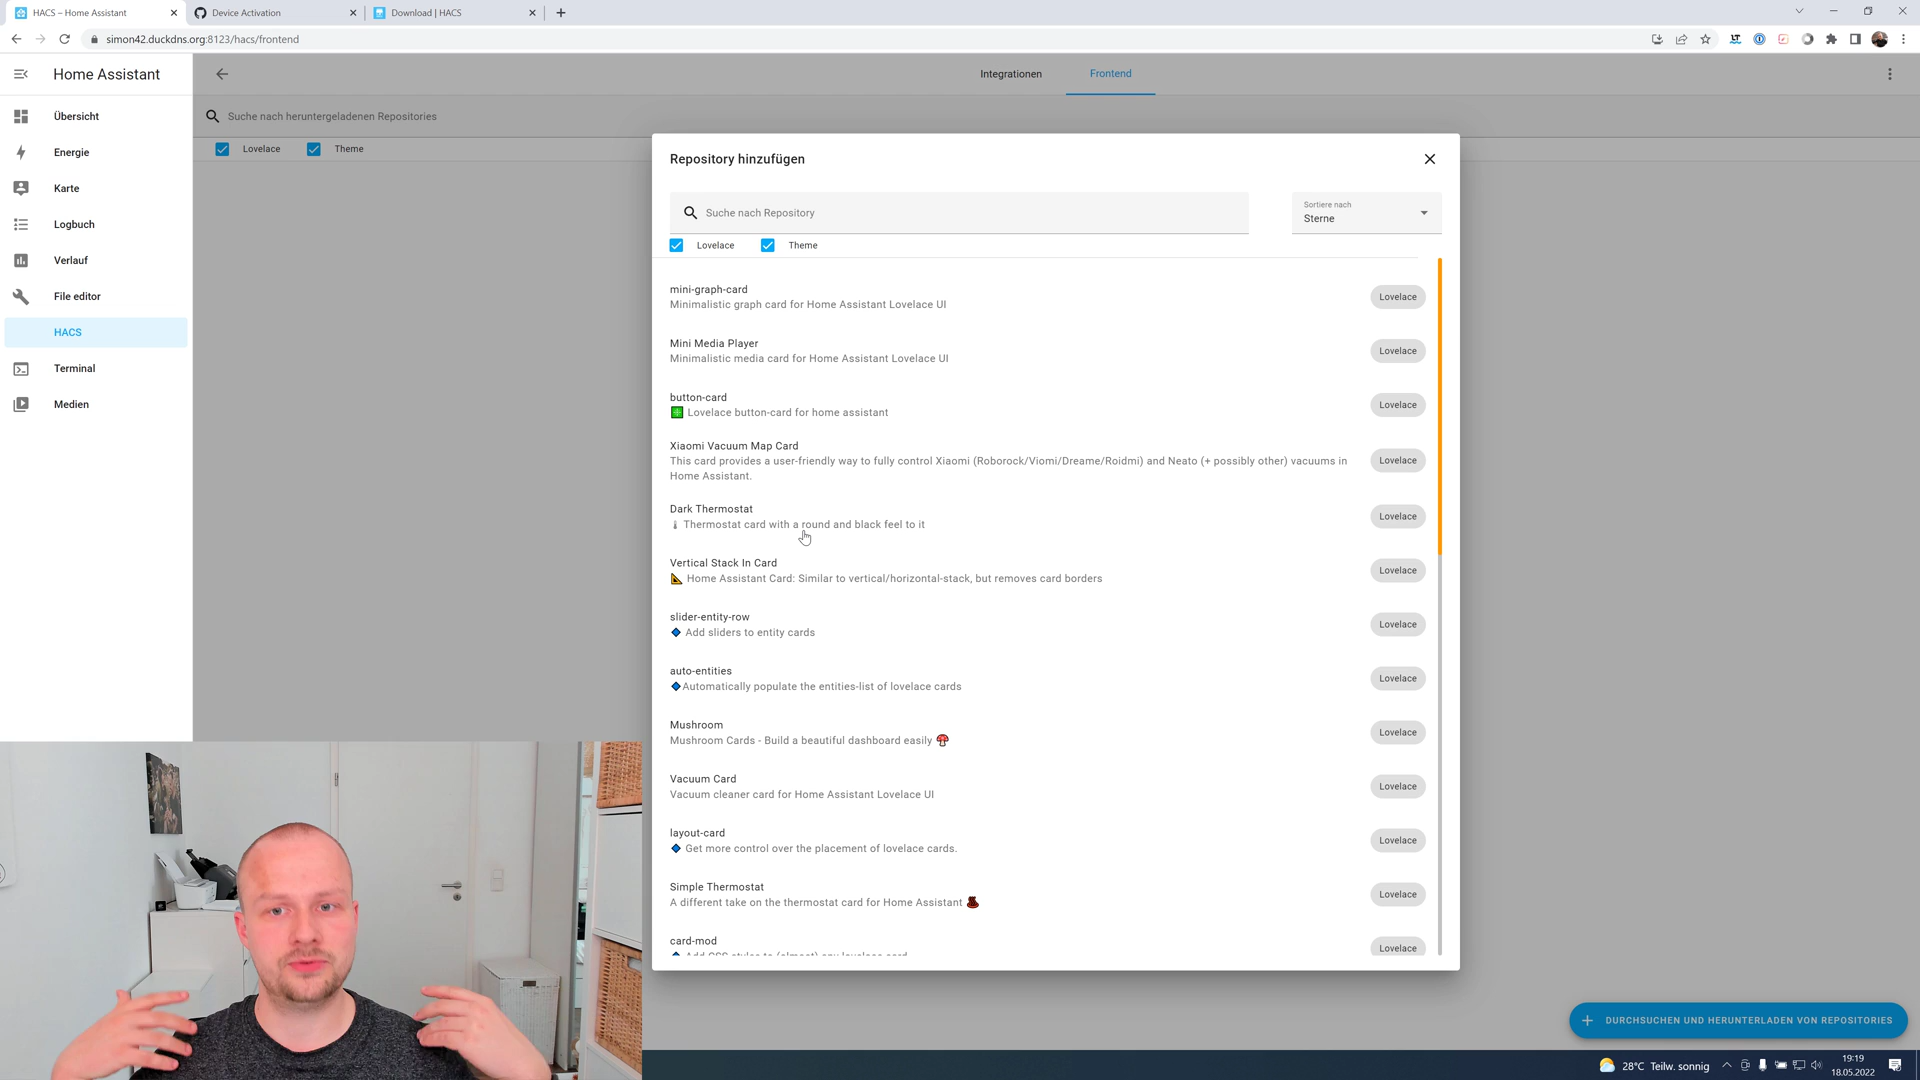 HACS – Home Assistant
Device Activation
Download | HACS
simon42.duckdns.org:8123/hacs/frontend
Home Assistant
Integrationen
Frontend
Übersicht
Energie
Karte
Logbuch
Verlauf
File editor
HACS
Terminal
Medien
Suche nach heruntergeladenen Repositories
Lovelace
Theme
Repository hinzufügen
Suche nach Repository
Sortiere nach
Sterne
Lovelace
Theme
mini-graph-card
Minimalistic graph card for Home Assistant Lovelace UI
Lovelace
Mini Media Player
Minimalistic media card for Home Assistant Lovelace UI
Lovelace
button-card
Lovelace button-card for home assistant
Lovelace
Xiaomi Vacuum Map Card
This card provides a user-friendly way to fully control Xiaomi (Roborock/Viomi/Dreame/Roidmi) and Neato (+ possibly other) vacuums in
Home Assistant.
Lovelace
Dark Thermostat
🌡 Thermostat card with a round and black feel to it
Lovelace
Vertical Stack In Card
📐 Home Assistant Card: Similar to vertical/horizontal-stack, but removes card borders
Lovelace
slider-entity-row
🔹 Add sliders to entity cards
Lovelace
auto-entities
🔹Automatically populate the entities-list of lovelace cards
Lovelace
Mushroom
Mushroom Cards - Build a beautiful dashboard easily 🍄
Lovelace
Vacuum Card
Vacuum cleaner card for Home Assistant Lovelace UI
Lovelace
layout-card
🔹 Get more control over the placement of lovelace cards.
Lovelace
Simple Thermostat
A different take on the thermostat card for Home Assistant
Lovelace
card-mod
🔹 Add CSS styles to (almost) any lovelace card
Lovelace
DURCHSUCHEN UND HERUNTERLADEN VON REPOSITORIES
28°C Teilw. sonnig
19:19
18.05.2022